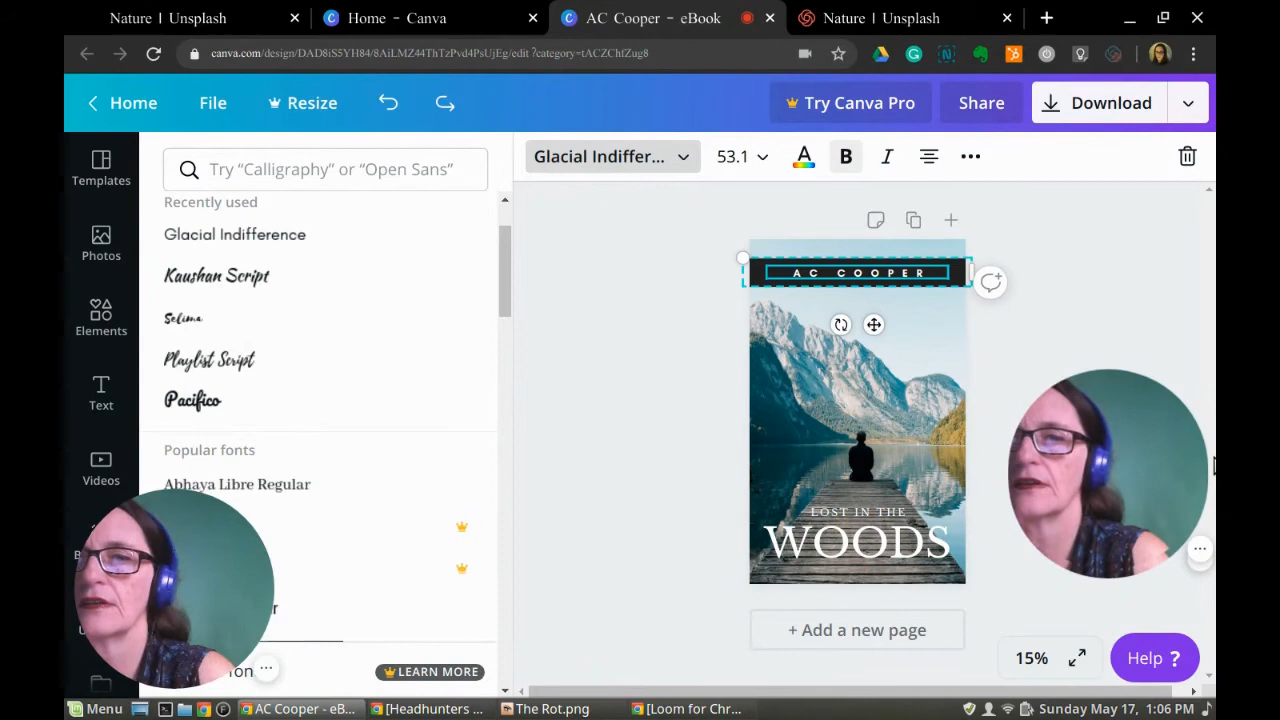 Nature | Unsplash
Home - Canva
AC Cooper - eBook
Nature | Unsplash
canva.com/design/DAD8iS5YH84/8AiLMZ44ThTzPvd4PsUjEg/edit?category=tACZChfZug8
Home
File
Resize
Try Canva Pro
Share
Download
Templates
Photos
Elements
Text
Videos
Try “Calligraphy” or “Open Sans”
Recently used
Glacial Indifference
Kaushan Script
Selima
Playlist Script
Pacifico
Popular fonts
Abhaya Libre Regular
LEARN MORE
Glacial Indiffer...
53.1
A
B
I
AC COOPER
LOST IN THE
WOODS
+ Add a new page
15%
Help ?
Menu
AC Cooper - eB...
[Headhunters ...
The Rot.png
[Loom for Chr...
Sunday May 17, 1:06 PM